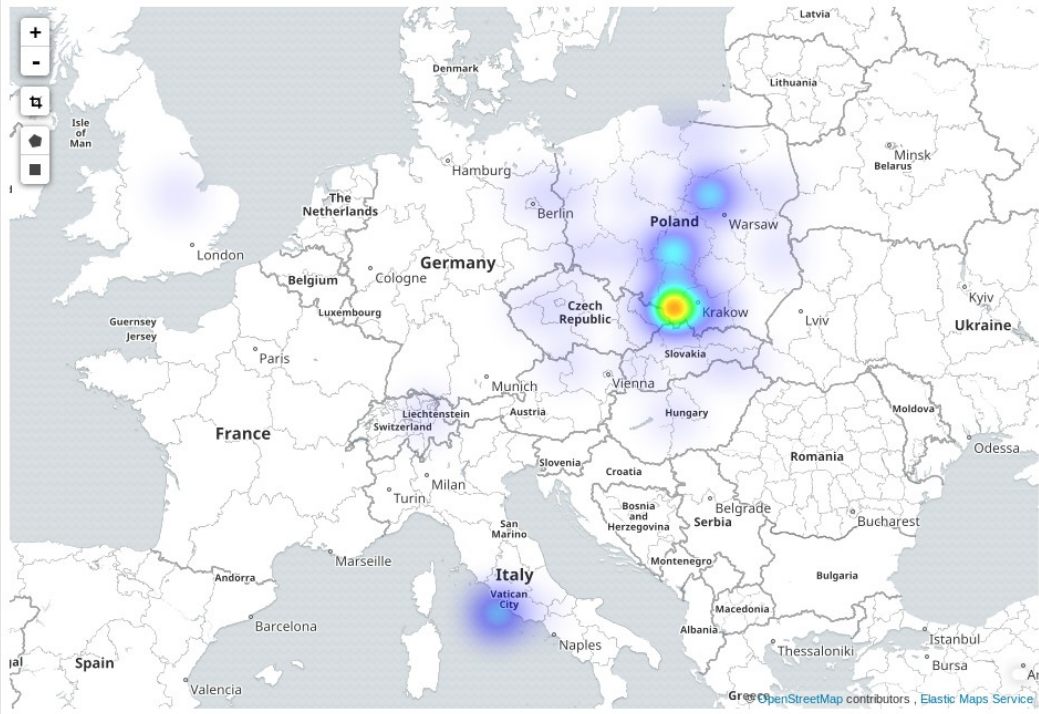 +
-
Latvia
Denmark
Lithuania
Isle
of
Man
Minsk
Belarus
Hamburg
The
Netherlands
Berlin
Poland
Warsaw
London
Germany
Cologne
Belgium
Kyiv
Czech
Republic
Krakow
Luxembourg
Lviv
Guernsey
Jersey
Ukraine
Paris
Slovakia
Munich
Vienna
Liechtenstein
Switzerland
Austria
Hungary
Moldova
France
Odessa
Romania
Slovenia
Croatia
Milan
Turin
Bosnia
and
Herzegovina
Belgrade
Serbia
Bucharest
San
Marino
Marseille
Montenegro
Andorra
Italy
Bulgaria
Vatican
City
Macedonia
Barcelona
Albania
Naples
Istanbul
Thessaloniki
Spain
Bursa
Valencia
Greece
© OpenStreetMap contributors , Elastic Maps Service